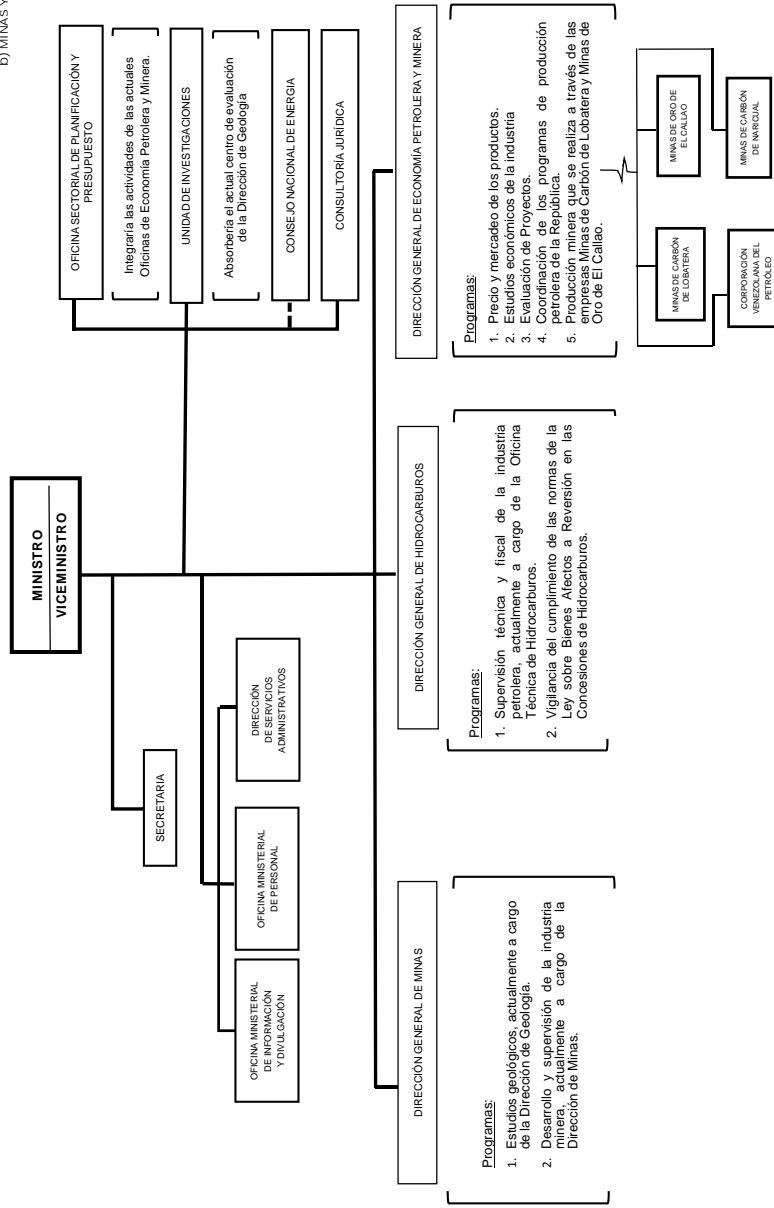 b) MINAS Y
MINISTRO
VICEMINISTRO
SECRETARIA
OFICINA SECTORIAL DE PLANIFICACIÓN Y
PRESUPUESTO
Integraría las actividades de las actuales
Oficinas de Economía Petrolera y Minera.
UNIDAD DE INVESTIGACIONES
Absorbería el actual centro de evaluación
de la Dirección de Geología
CONSEJO NACIONAL DE ENERGIA
CONSULTORÍA JURÍDICA
OFICINA MINISTERIAL
DE INFORMACIÓN
Y DIVULGACIÓN
OFICINA MINISTERIAL
DE PERSONAL
DIRECCIÓN
DE SERVICIOS
ADMINISTRATIVOS
DIRECCIÓN GENERAL DE MINAS
Programas:
1. Estudios geológicos, actualmente a cargo
de la Dirección de Geología.
2. Desarrollo y supervisión de la industria
minera, actualmente a cargo de la
Dirección de Minas.
DIRECCIÓN GENERAL DE HIDROCARBUROS
Programas:
1. Supervisión técnica y fiscal de la industria
petrolera, actualmente a cargo de la Oficina
Técnica de Hidrocarburos.
2. Vigilancia del cumplimiento de las normas de la
Ley sobre Bienes Afectos a Reversión en las
Concesiones de Hidrocarburos.
DIRECCIÓN GENERAL DE ECONOMÍA PETROLERA Y MINERA
Programas:
1. Precio y mercadeo de los productos.
2. Estudios económicos de la industria
3. Evaluación de Proyectos.
4. Coordinación de los programas de producción
petrolera de la República.
5. Producción minera que se realiza a través de las
empresas Minas de Carbón de Lobatera y Minas de
Oro de El Callao.
MINAS DE CARBÓN
DE LOBATERA
MINAS DE ORO DE
EL CALLAO
CORPORACIÓN
VENEZOLANA DEL
PETRÓLEO
MINAS DE CARBÓN
DE NARICUAL